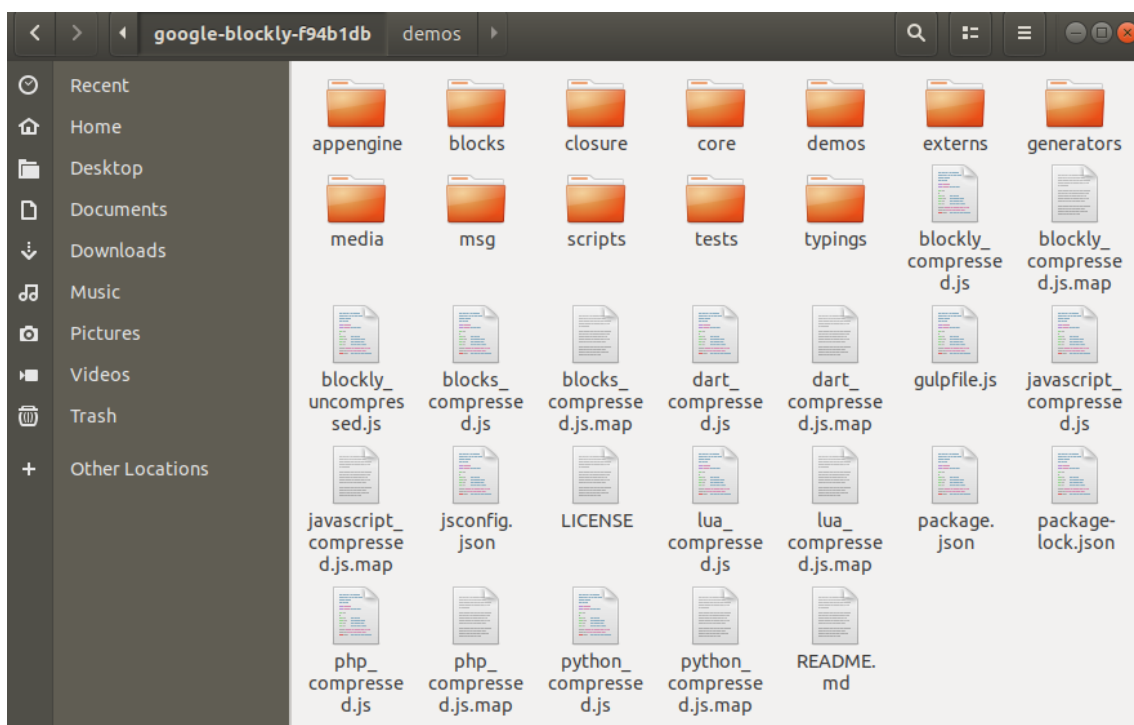 google-blockly-f94b1db demos
Recent
Home
Desktop
Documents
Downloads
Music
Pictures
Videos
Trash
Other Locations
appengine blocks closure core demos externs generators
media msg scripts tests typings blockly_ blockly_
compresse compresse
d.js d.js.map
blockly_ blocks_ blocks_ dart_ dart_ gulpfile.js javascript_
uncompres compresse compresse compresse compresse compresse
sed.js d.js d.js.map d.js d.js.map d.js
javascript_ jsconfig. LICENSE lua_ lua_ package. package-
compresse json compresse compresse json lock.json
d.js.map d.js d.js.map
php_ php_ python_ python_ README.
compresse compresse compresse compresse md
d.js d.js.map d.js d.js.map